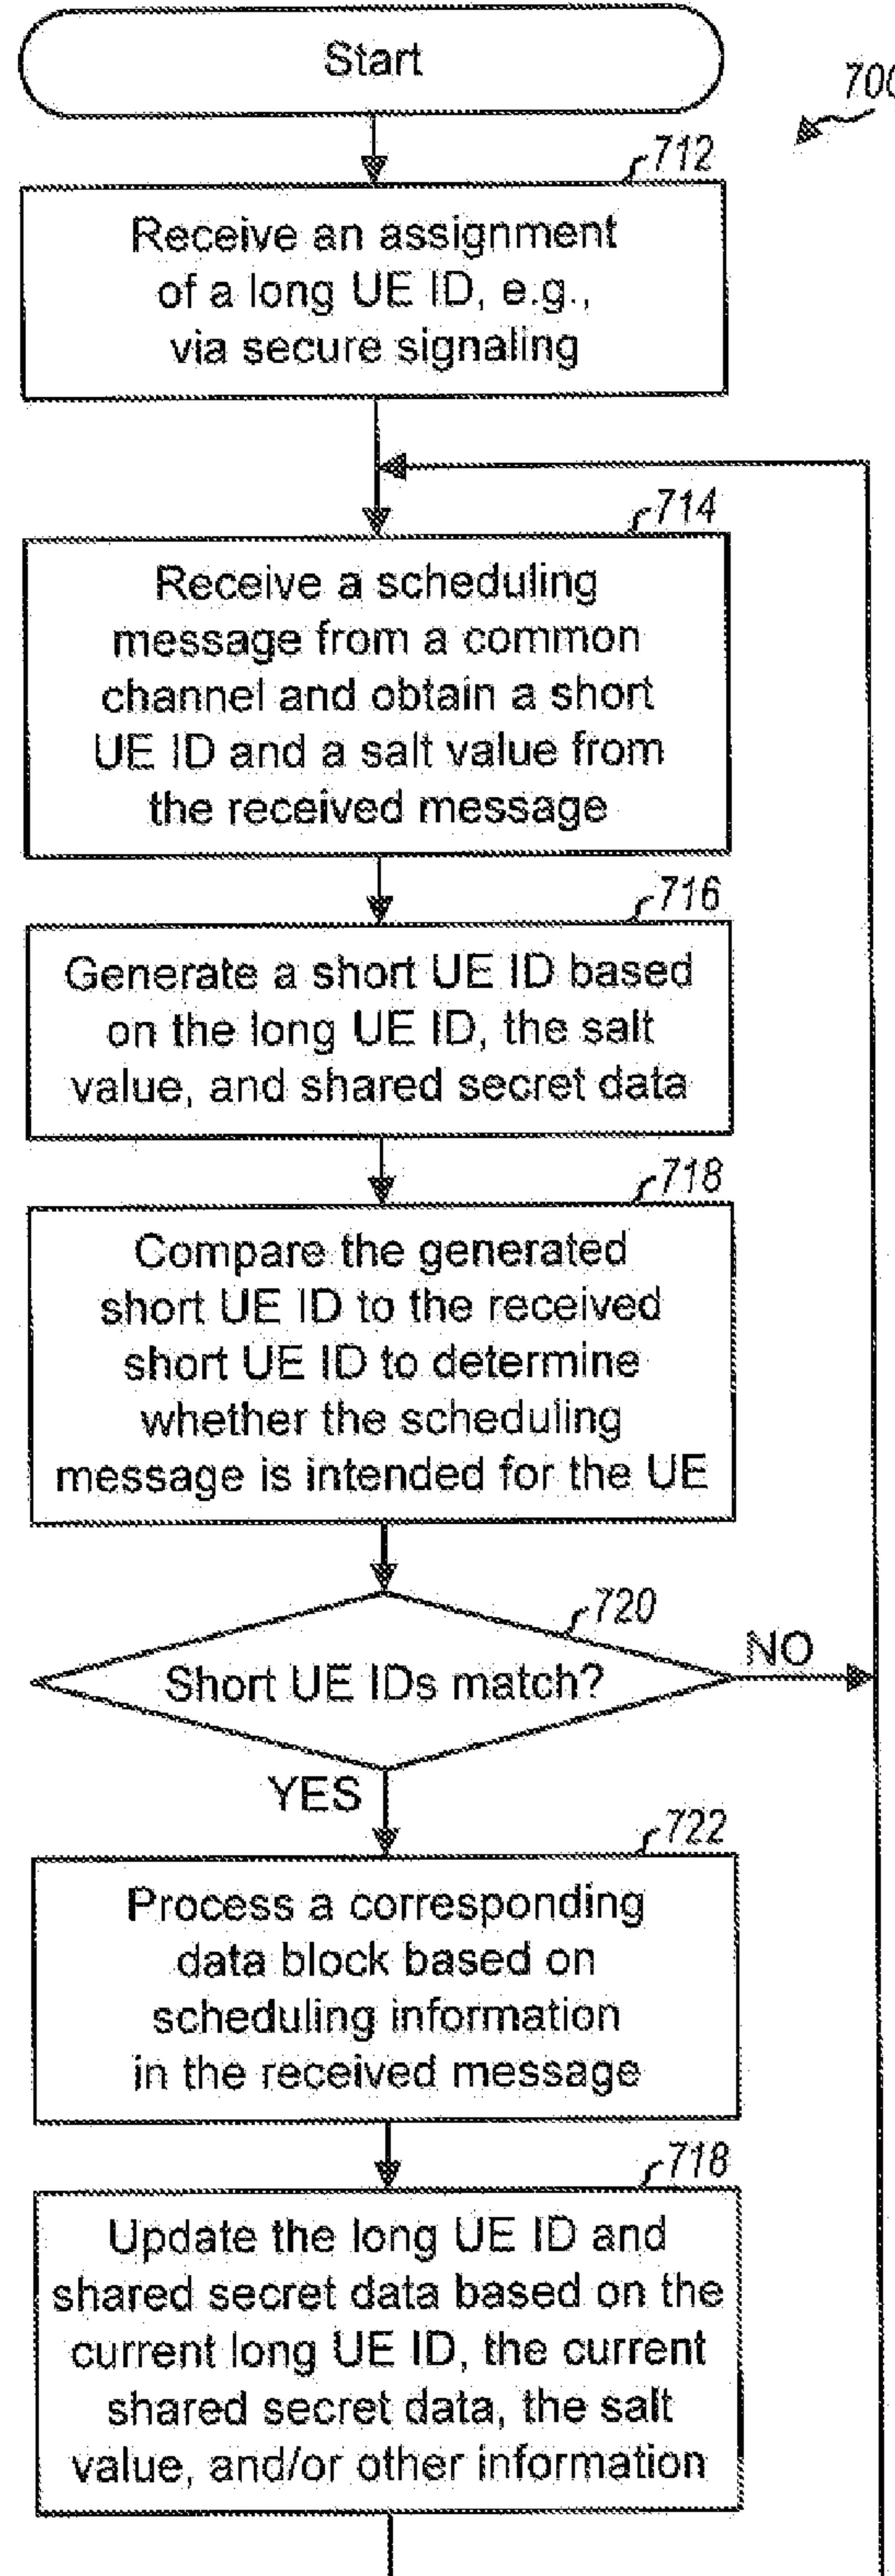 Start
700
712
Receive an assignment
of a long UE ID, e.g.,
via secure signaling
714
Receive a scheduling
message from a common
channel and obtain a short
UE ID and a salt value from
the received message
716
Generate a short UE ID based
on the long UE ID, the salt
value, and shared secret data
718
Compare the generated
short UE ID to the received
short UE ID to determine
whether the scheduling
message is intended for the UE
720
Short UE IDs match?
NO
YES
722
Process a corresponding
data block based on
scheduling information
in the received message
718
Update the long UE ID and
shared secret data based on the
current long UE ID, the current
shared secret data, the salt
value, and/or other information